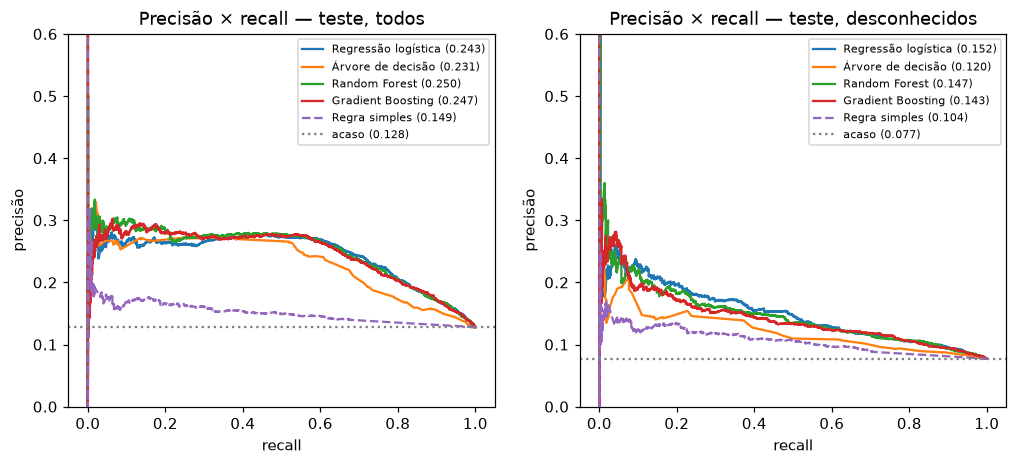 Precisão × recall — teste, todos
0.6
0.5
0.4
0.3
0.2
0.1
0.0
precisão
Regressão logística (0.243)
Árvore de decisão (0.231)
Random Forest (0.250)
Gradient Boosting (0.247)
Regra simples (0.149)
acaso (0.128)
0.0 0.2 0.4 0.6 0.8 1.0
recall
Precisão × recall — teste, desconhecidos
0.6
0.5
0.4
0.3
0.2
0.1
0.0
precisão
Regressão logística (0.152)
Árvore de decisão (0.120)
Random Forest (0.147)
Gradient Boosting (0.143)
Regra simples (0.104)
acaso (0.077)
0.0 0.2 0.4 0.6 0.8 1.0
recall